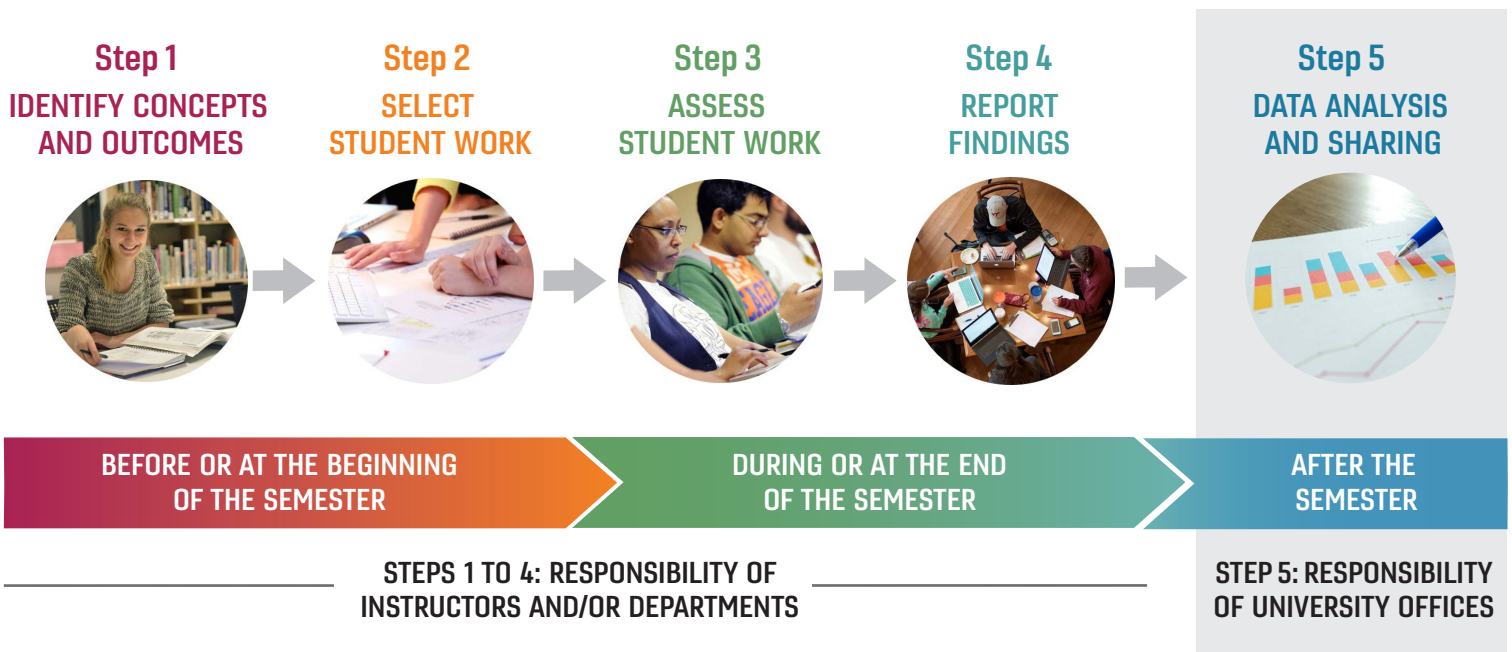 Step 1
IDENTIFY CONCEPTS
AND OUTCOMES
Step 2
SELECT
STUDENT WORK
Step 3
ASSESS
STUDENT WORK
Step 4
REPORT
FINDINGS
Step 5
DATA ANALYSIS
AND SHARING
BEFORE OR AT THE BEGINNING
OF THE SEMESTER
DURING OR AT THE END
OF THE SEMESTER
AFTER THE
SEMESTER
STEPS 1 TO 4: RESPONSIBILITY OF
INSTRUCTORS AND/OR DEPARTMENTS
STEP 5: RESPONSIBILITY
OF UNIVERSITY OFFICES